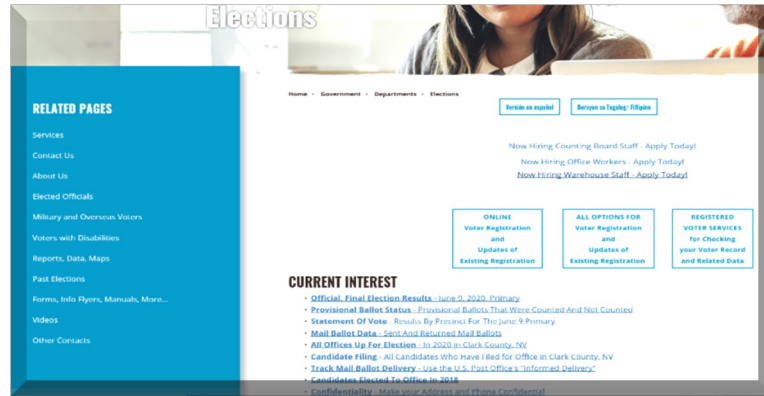 Elections
RELATED PAGES
Services
Contact Us
About Us
Elected Officials
Military and Overseas Voters
Voters with Disabilities
Reports, Data, Maps
Past Elections
Forms, Info Flyers, Manuals, More...
Videos
Other Contacts
Home • Government • Departments • Elections
Versión en español
Bersyon sa Tagalog/ Filipino
Now Hiring Counting Board Staff - Apply Today!
Now Hiring Office Workers - Apply Today!
Now Hiring Warehouse Staff - Apply Today!
ONLINE
Voter Registration
and
Updates of
Existing Registration
ALL OPTIONS FOR
Voter Registration
and
Updates of
Existing Registration
REGISTERED
VOTER SERVICES
for Checking
your Voter Record
and Related Data
CURRENT INTEREST
• Official, Final Election Results - June 9, 2020, Primary
• Provisional Ballot Status - Provisional Ballots That Were Counted And Not Counted
• Statement Of Vote - Results By Precinct For The June 9 Primary
• Mail Ballot Data - Sent And Returned Mail Ballots
• All Offices Up For Election - In 2020 in Clark County, NV
• Candidate Filing - All Candidates Who Have Filed for Office in Clark County, NV
• Track Mail Ballot Delivery - Use the U.S. Post Office's "Informed Delivery"
• Candidates Elected To Office In 2018
• Confidentiality - Make your Address and Phone Confidential